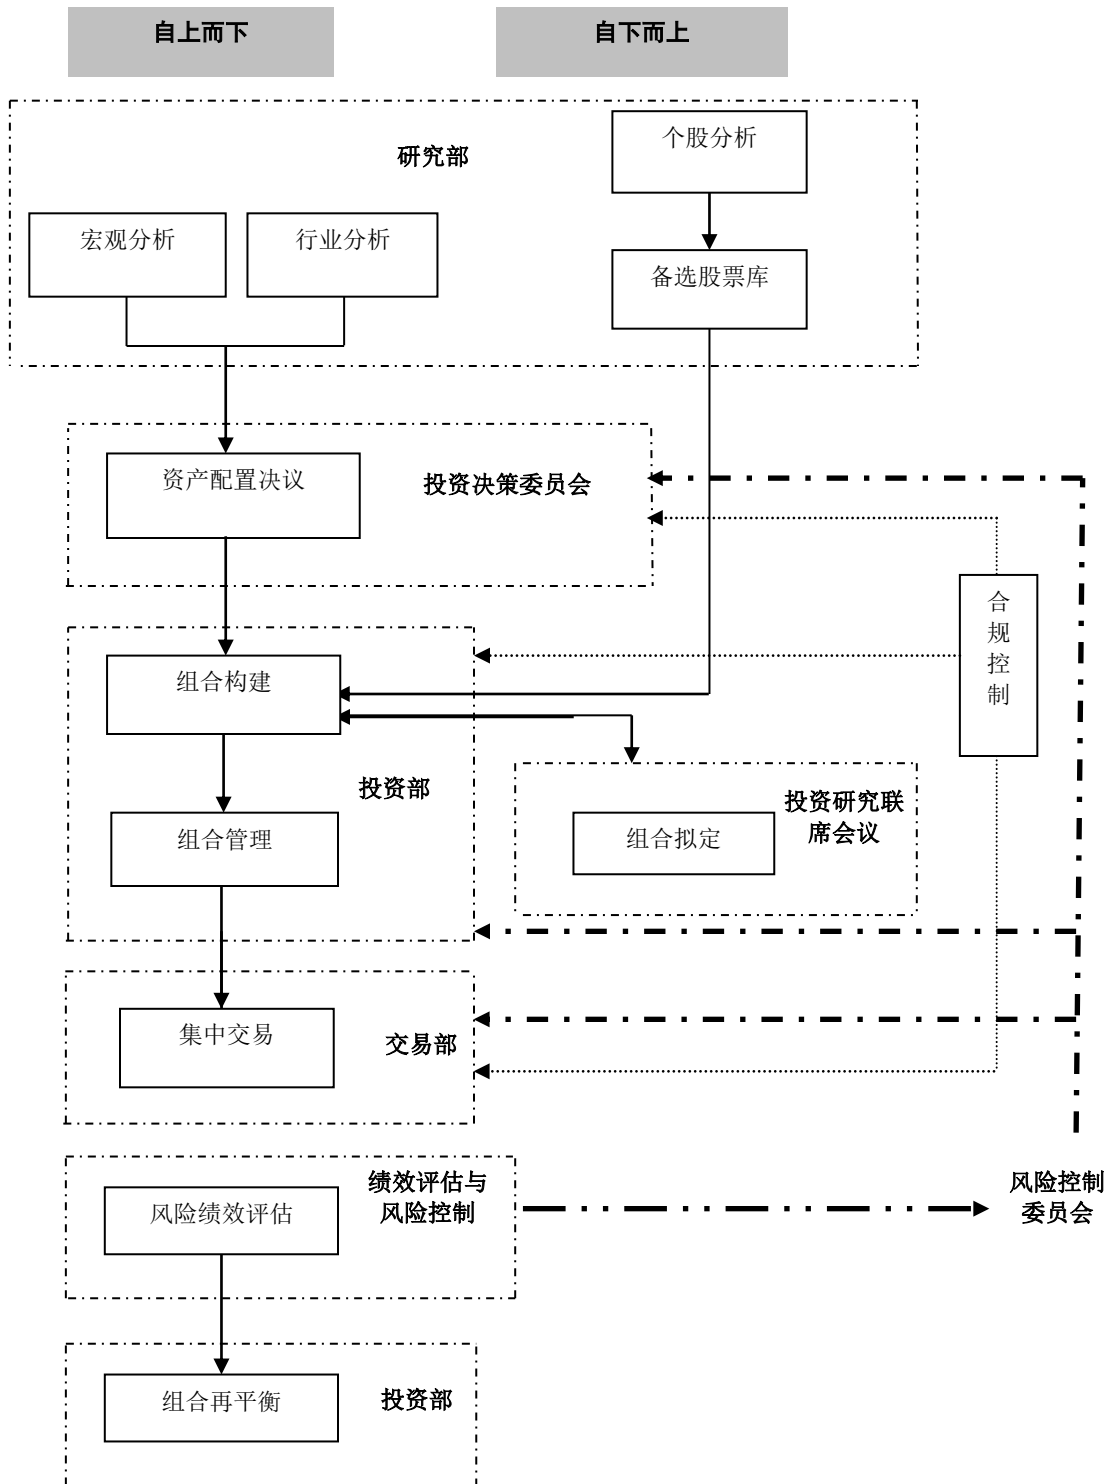 自上而下
自下而上
个股分析
研究部
宏观分析
行业分析
备选股票库
资产配置决议
投资决策委员会
合
规
控
制
组合构建
投资部
投资研究联
席会议
组合管理
组合拟定
集中交易
交易部
绩效评估与
风险控制
风险绩效评估
风险控制
委员会
组合再平衡
投资部